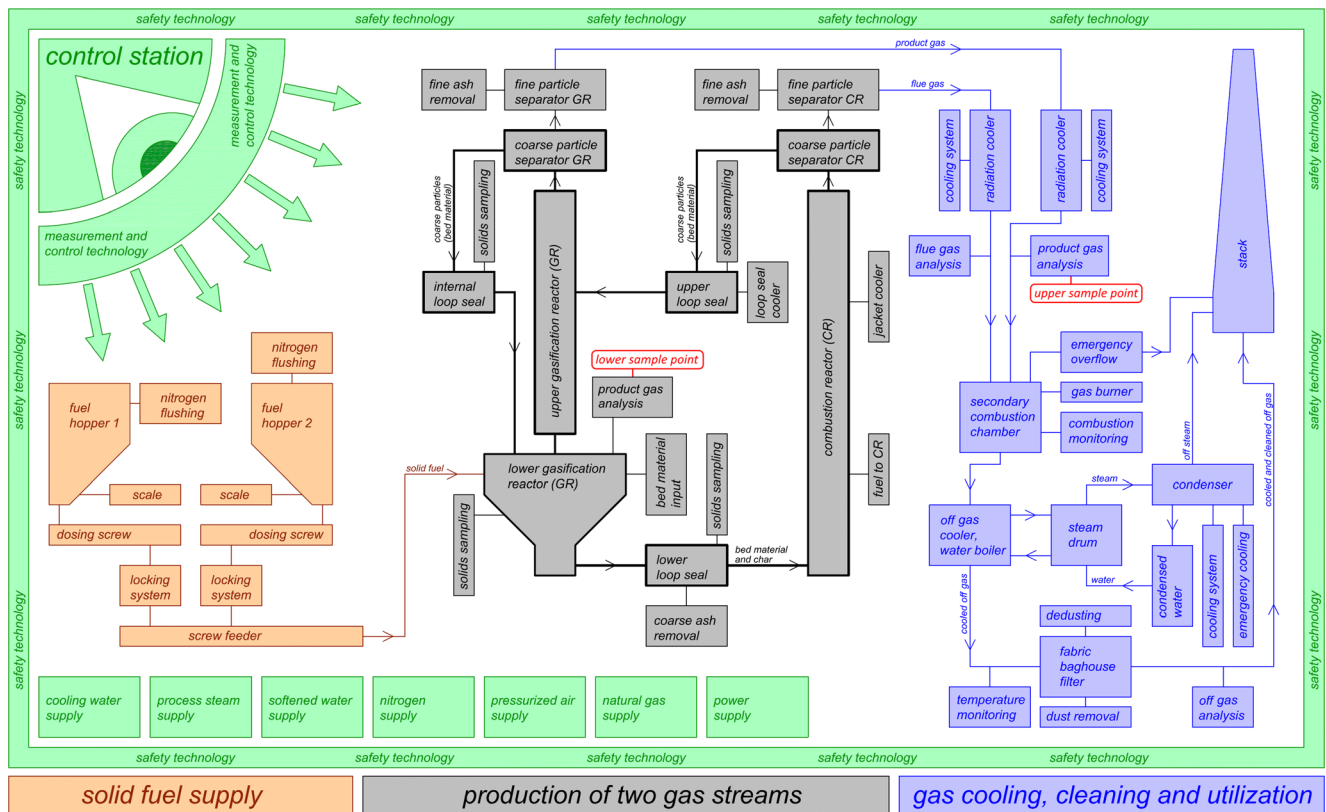 safety technology
safety technology
safety technology
safety technology
safety technology
safety technology
safety technology
safety technology
control station
measurement and
control technology
measurement and
control technology
safety technology
safety technology
product gas
fine ash
removal
fine particle
separator GR
fine ash
removal
fine particle
separator CR
flue gas
coarse particle
separator GR
coarse particle
separator CR
cooling system
radiation cooler
radiation cooler
cooling system
coarse particles
(bed material)
solids sampling
coarse particles
(bed material)
solids sampling
internal
loop seal
upper gasification reactor (GR)
upper
loop seal
loop seal
cooler
combustion reactor (CR)
jacket cooler
flue gas
analysis
product gas
analysis
upper sample point
stack
nitrogen
flushing
fuel
hopper 1
nitrogen
flushing
fuel
hopper 2
lower sample point
product gas
analysis
emergency
overflow
gas burner
secondary
combustion
chamber
combustion
monitoring
off steam
cooled and cleaned off gas
solid fuel
lower gasification
reactor (GR)
bed material
input
solids sampling
fuel to CR
scale
scale
solids sampling
steam
condenser
dosing screw
dosing screw
off gas
cooler,
water boiler
steam
drum
lower
loop seal
bed material
and char
locking
system
locking
system
water
condensed
water
cooling system
emergency cooling
coarse ash
removal
cooled off gas
dedusting
screw feeder
fabric
baghouse
filter
temperature
monitoring
dust removal
off gas
analysis
cooling water
supply
process steam
supply
softened water
supply
nitrogen
supply
pressurized air
supply
natural gas
supply
power
supply
safety technology
safety technology
safety technology
safety technology
safety technology
safety technology
solid fuel supply
production of two gas streams
gas cooling, cleaning and utilization